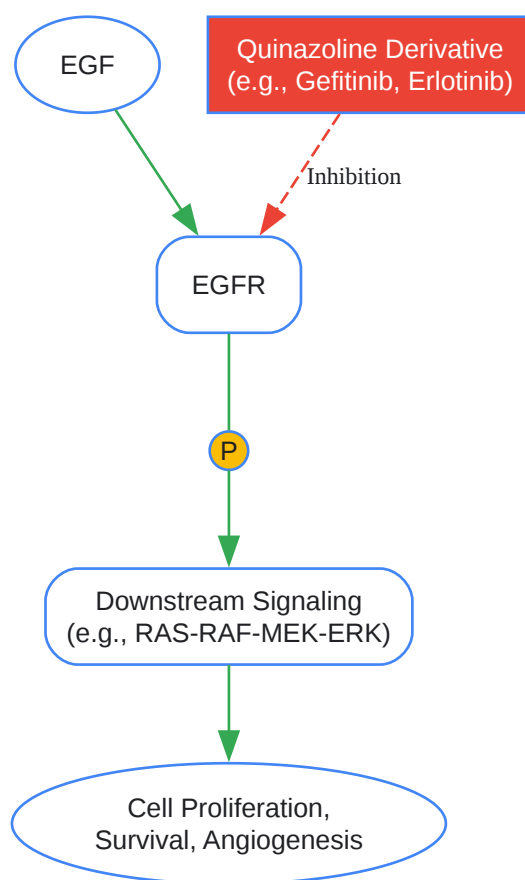 EGF
Quinazoline Derivative
(e.g., Gefitinib, Erlotinib)
Inhibition
EGFR
P
Downstream Signaling
(e.g., RAS-RAF-MEK-ERK)
Cell Proliferation,
Survival, Angiogenesis